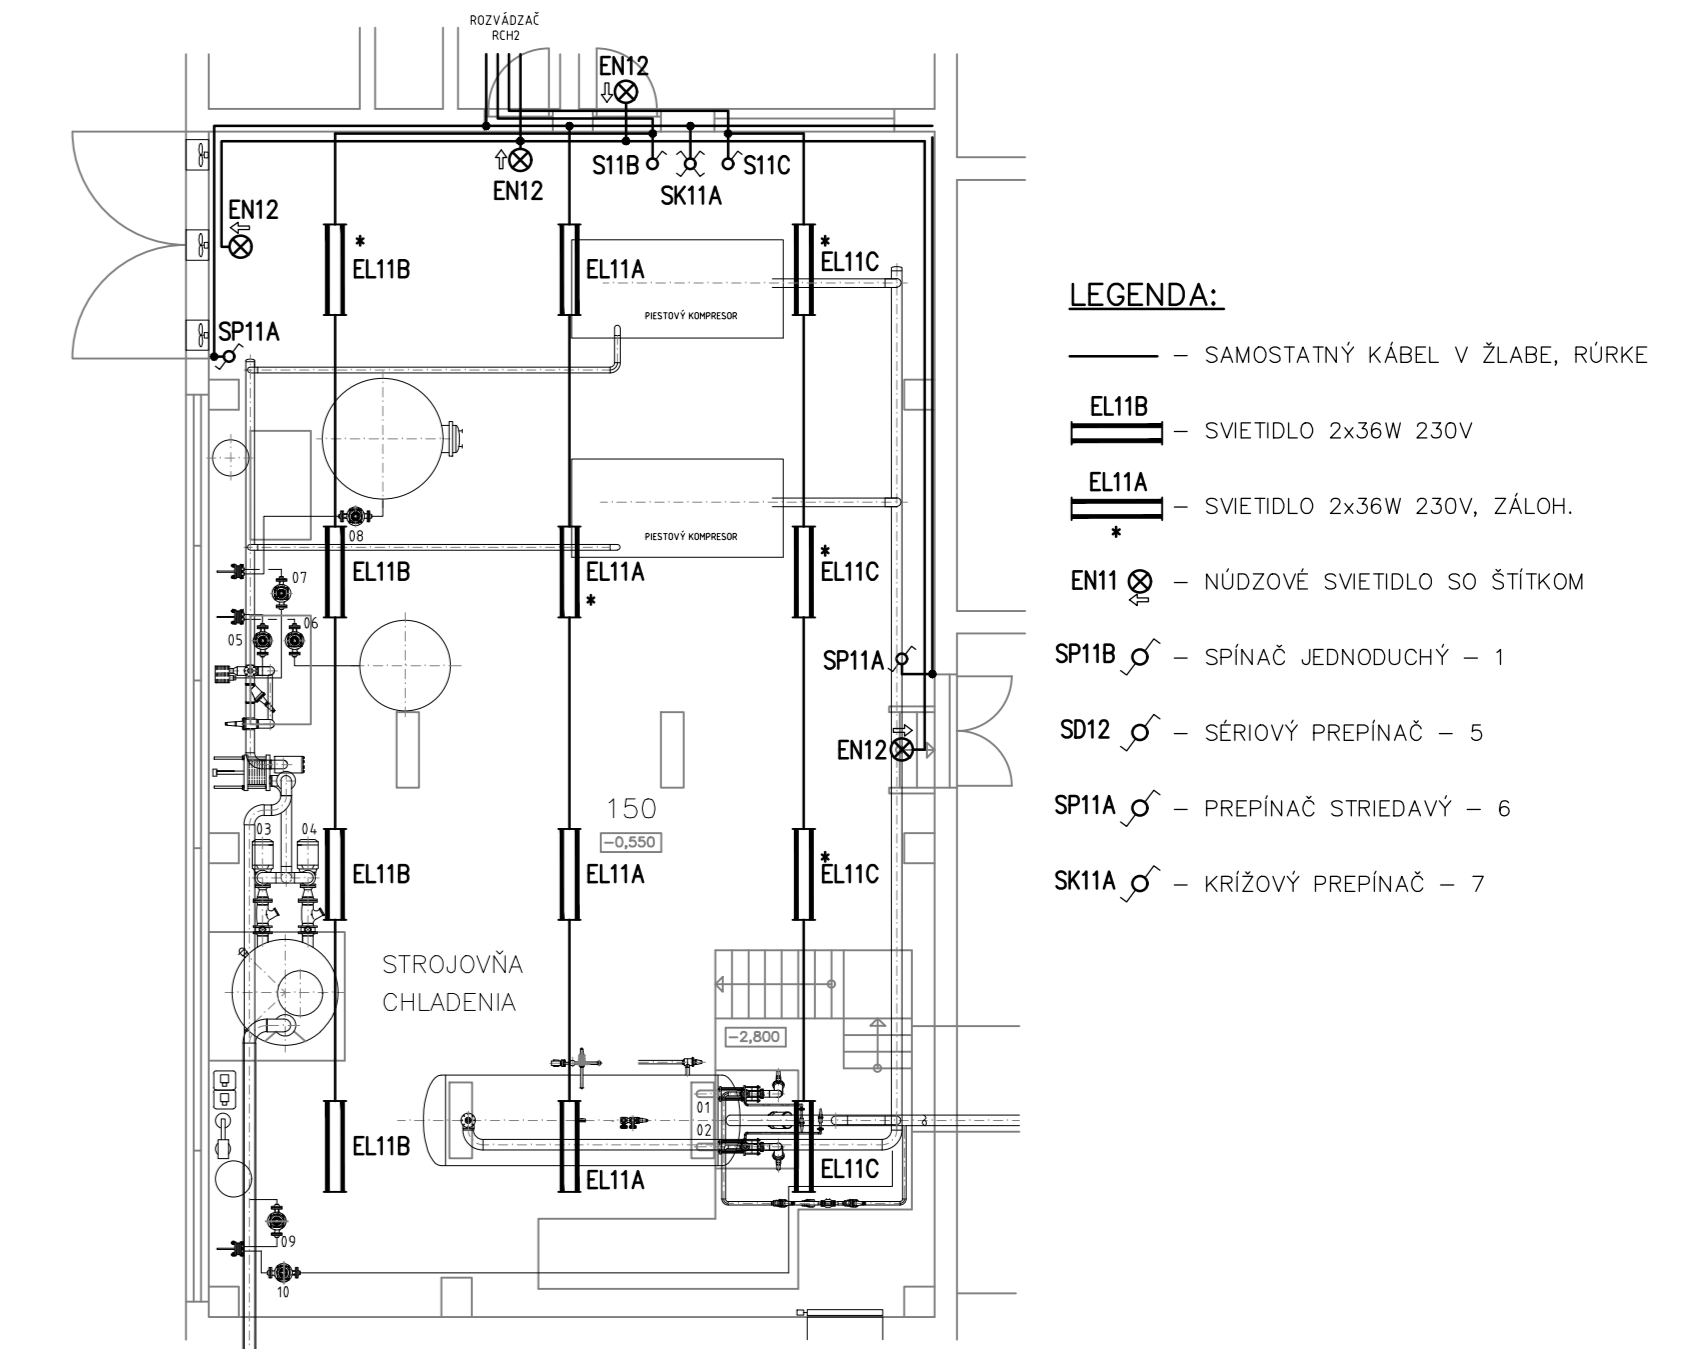 ROZVÁDZAČ
RCH2
EN12
S11B
S11C
SK11A
EN12
EN12
*
EL11B
EL11A
*
EL11C
PIESTOVÝ KOMPRESOR
SP11A
08
PIESTOVÝ KOMPRESOR
EL11B
EL11A
*
*
EL11C
07
06
05
SP11A
EN12
150
-0,550
03
04
EL11B
EL11A
*
EL11C
STROJOVŇA
CHLADENIA
-2,800
01
02
EL11B
EL11A
EL11C
09
10
LEGENDA:
– SAMOSTATNÝ KÁBEL V ŽLABE, RÚRKE
EL11B
– SVIETIDLO 2x36W 230V
EL11A
– SVIETIDLO 2x36W 230V, ZÁLOH.
*
EN11 – NÚDZOVÉ SVIETIDLO SO ŠTÍTKOM
SP11B – SPÍNAČ JEDNODUCHÝ – 1
SD12 – SÉRIOVÝ PREPÍNAČ – 5
SP11A – PREPÍNAČ STRIEDAVÝ – 6
SK11A – KRÍŽOVÝ PREPÍNAČ – 7